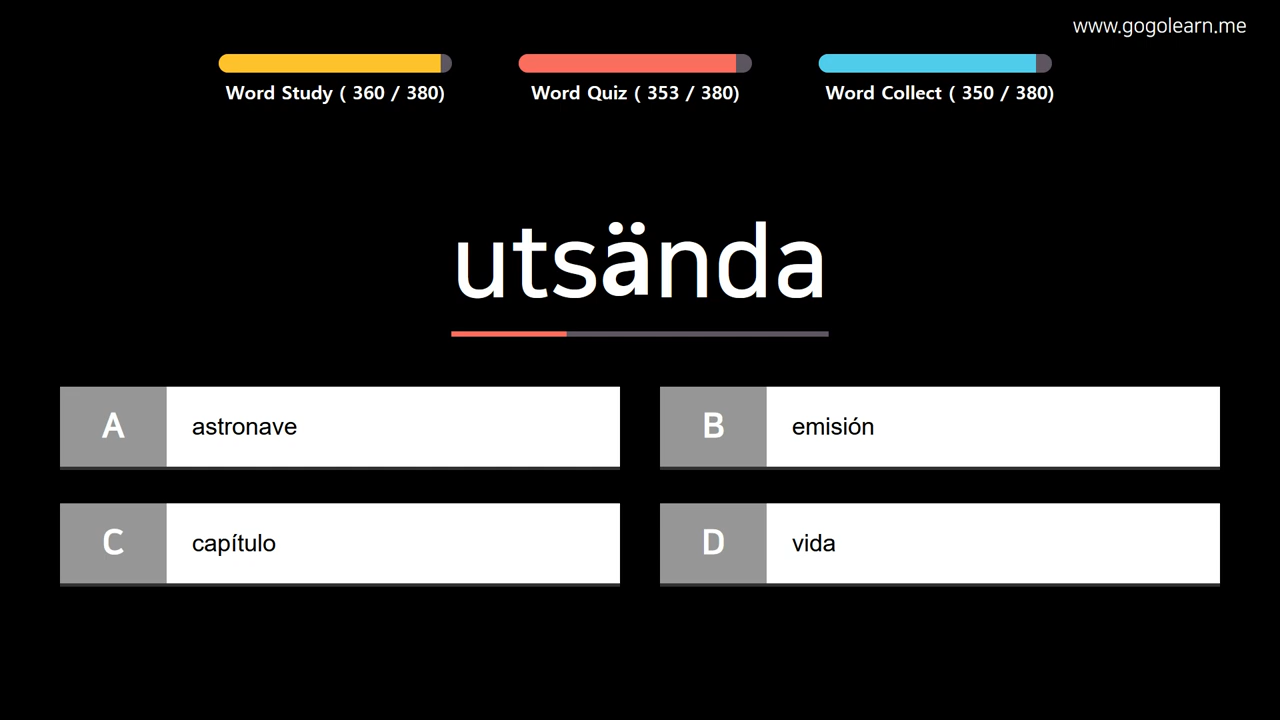 www.gogolearn.me
Word Study ( 360 / 380)
Word Quiz ( 353 / 380)
Word Collect ( 350 / 380)
utsända
A astronave
B emisión
C capítulo
D vida